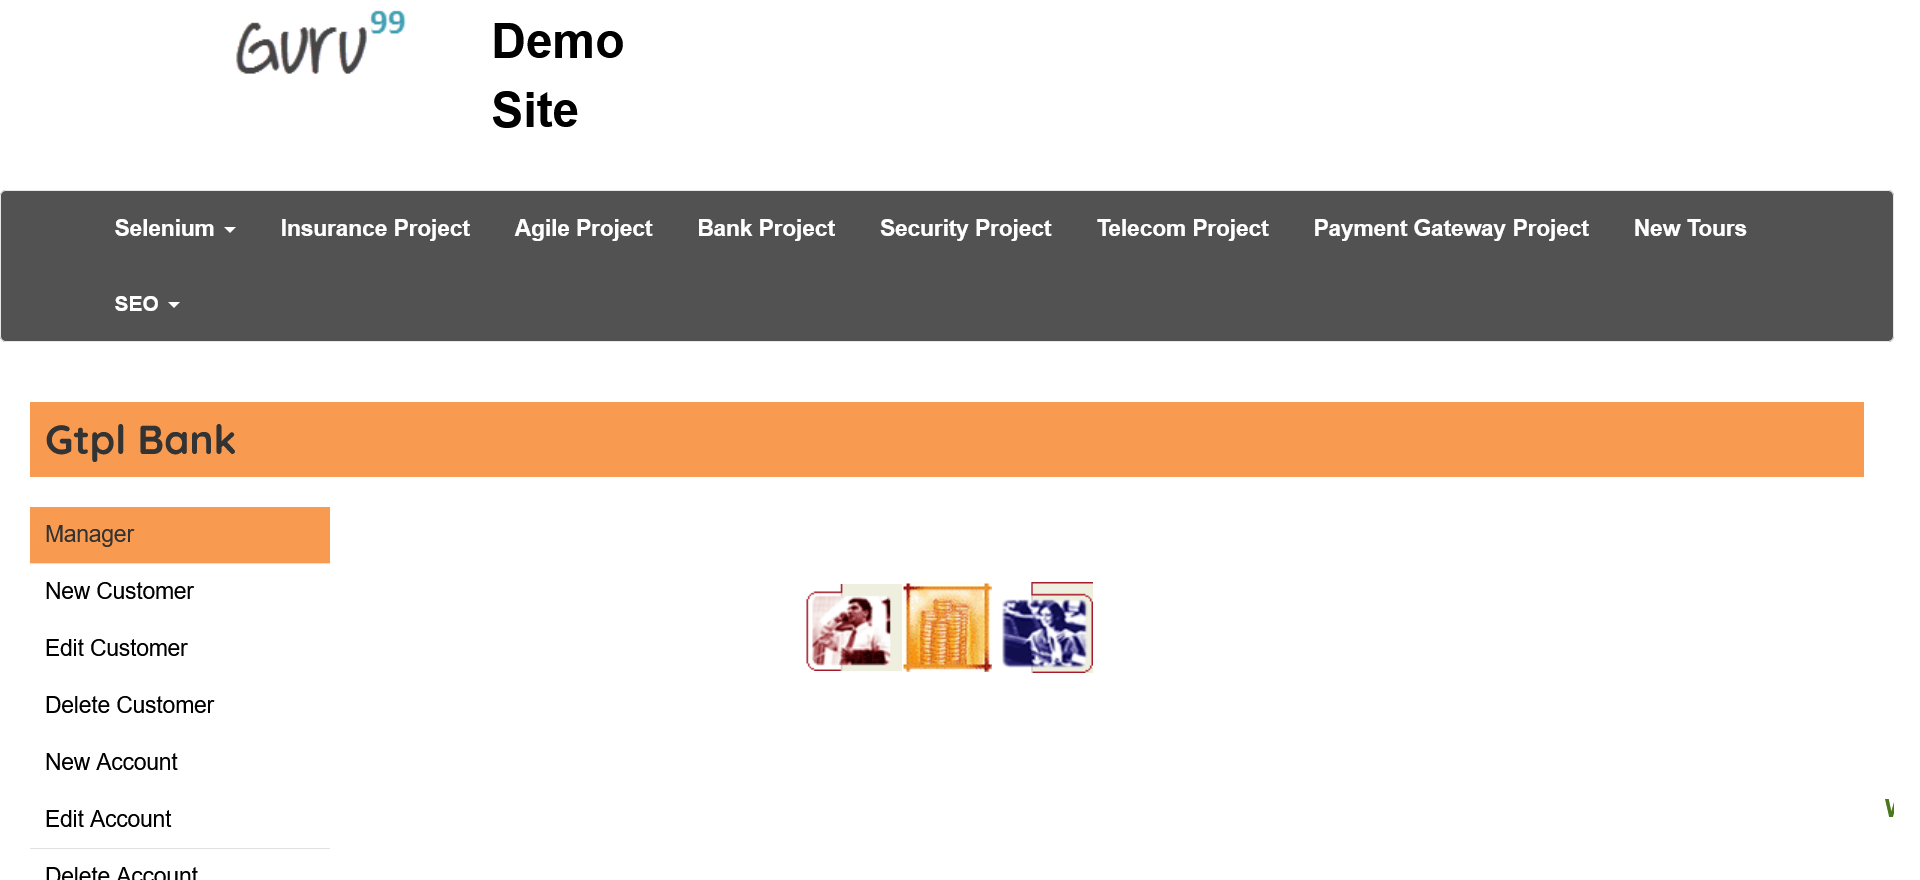 Guru99
Demo
Site
Selenium Insurance Project Agile Project Bank Project Security Project Telecom Project Payment Gateway Project New Tours
SEO
Gtpl Bank
Manager
New Customer
Edit Customer
Delete Customer
New Account
Edit Account
Delete Account